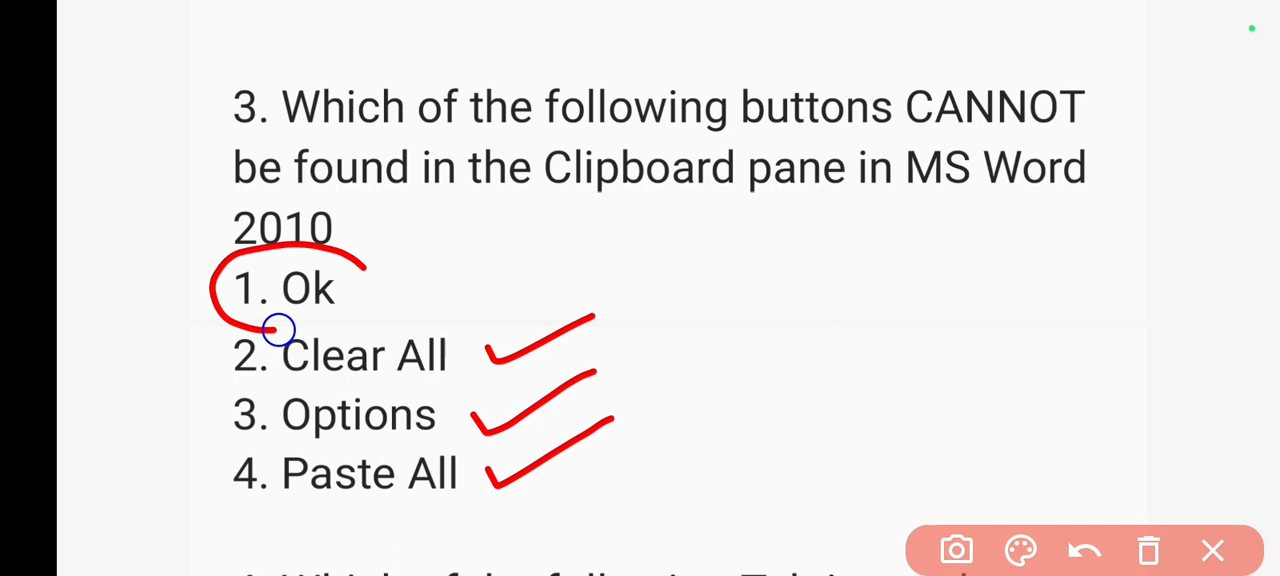 3. Which of the following buttons CANNOT
be found in the Clipboard pane in MS Word
2010
1. Ok
2. Clear All
3. Options
4. Paste All